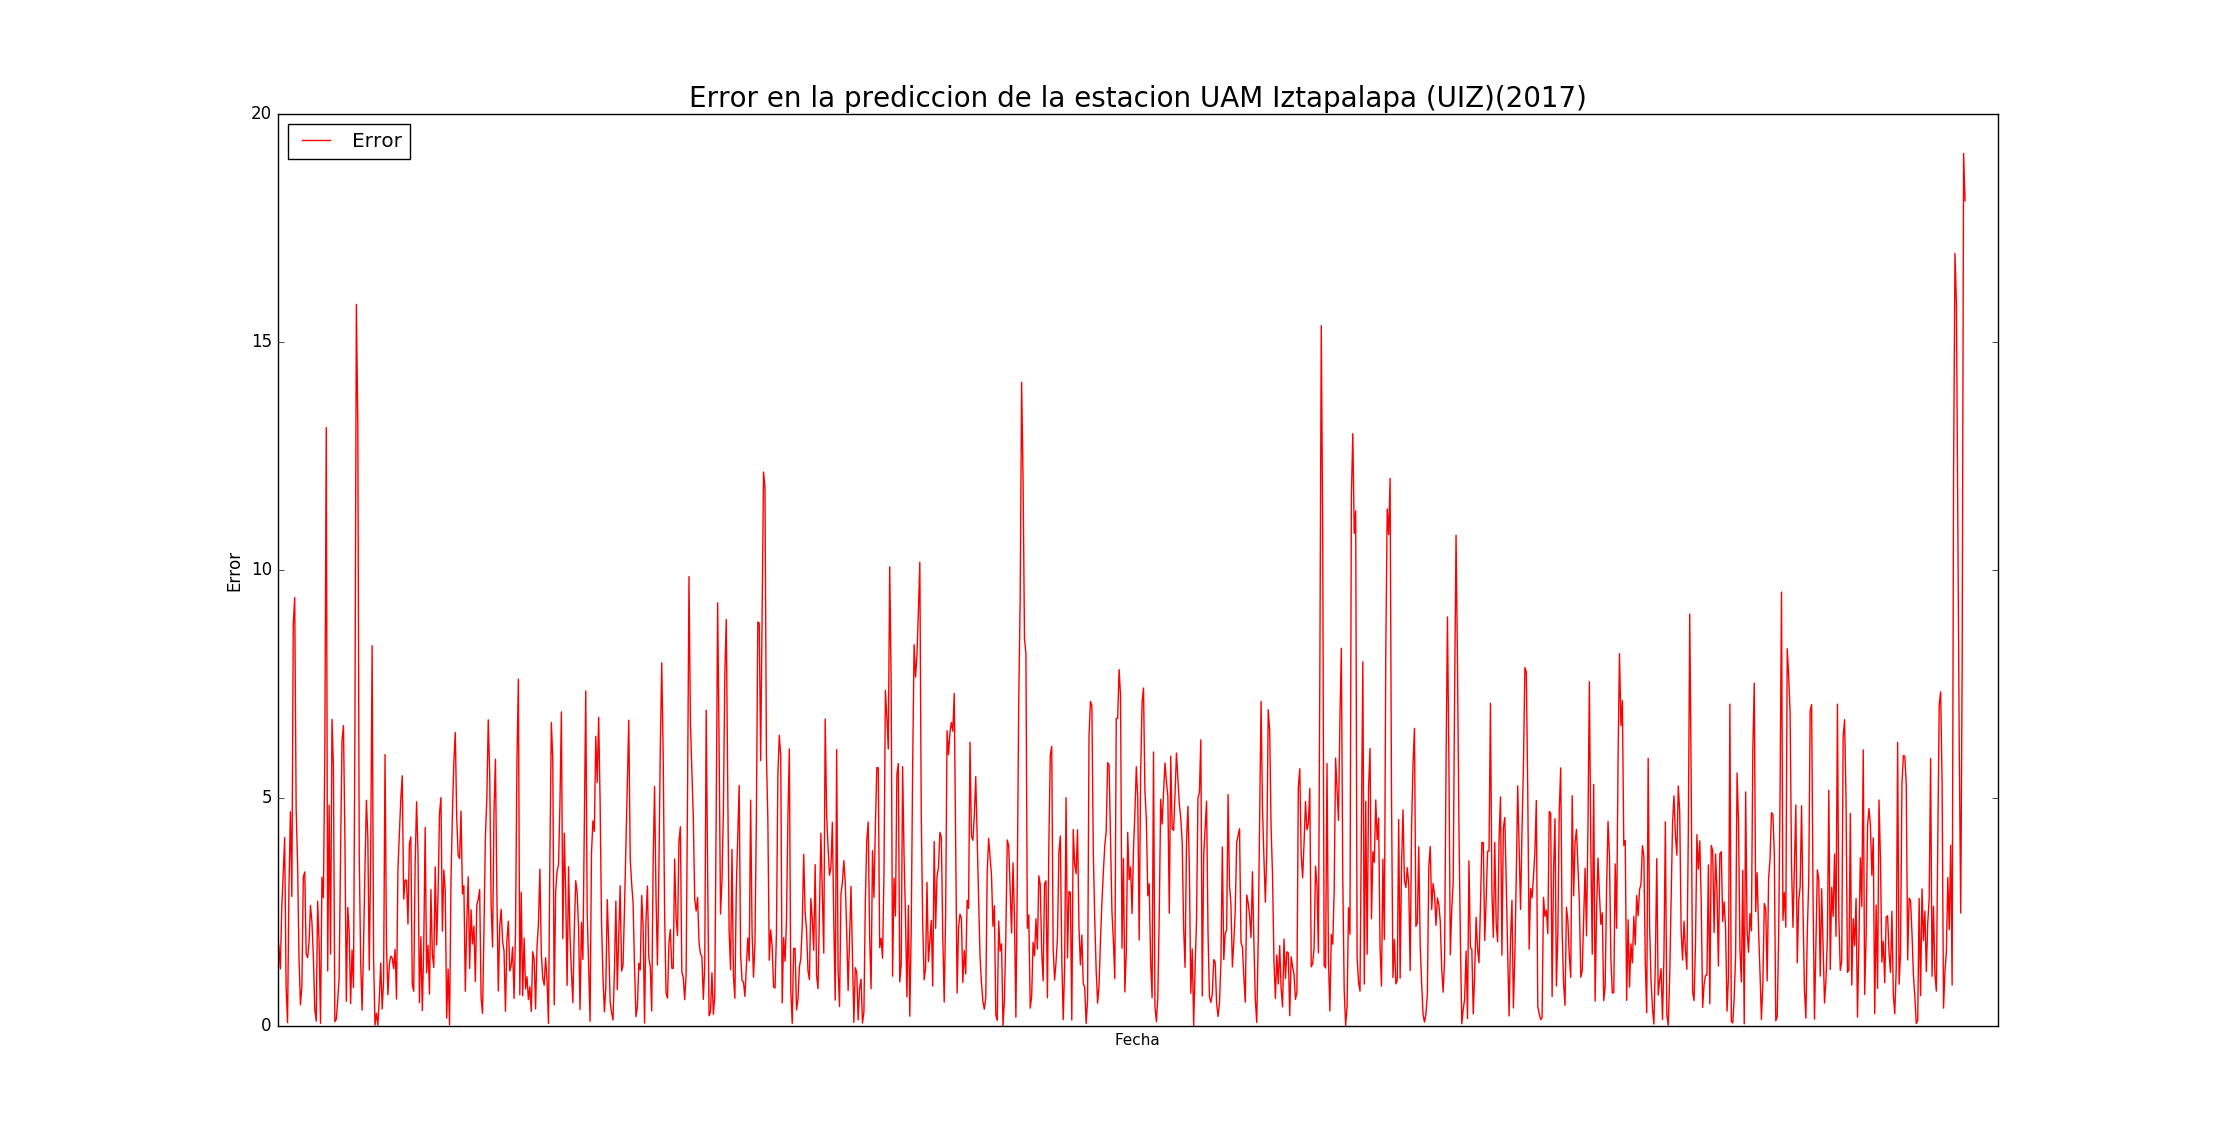 Error en la prediccion de la estacion UAM Iztapalapa (UIZ)(2017)
20
Error
15
10
Error
5
0
Fecha